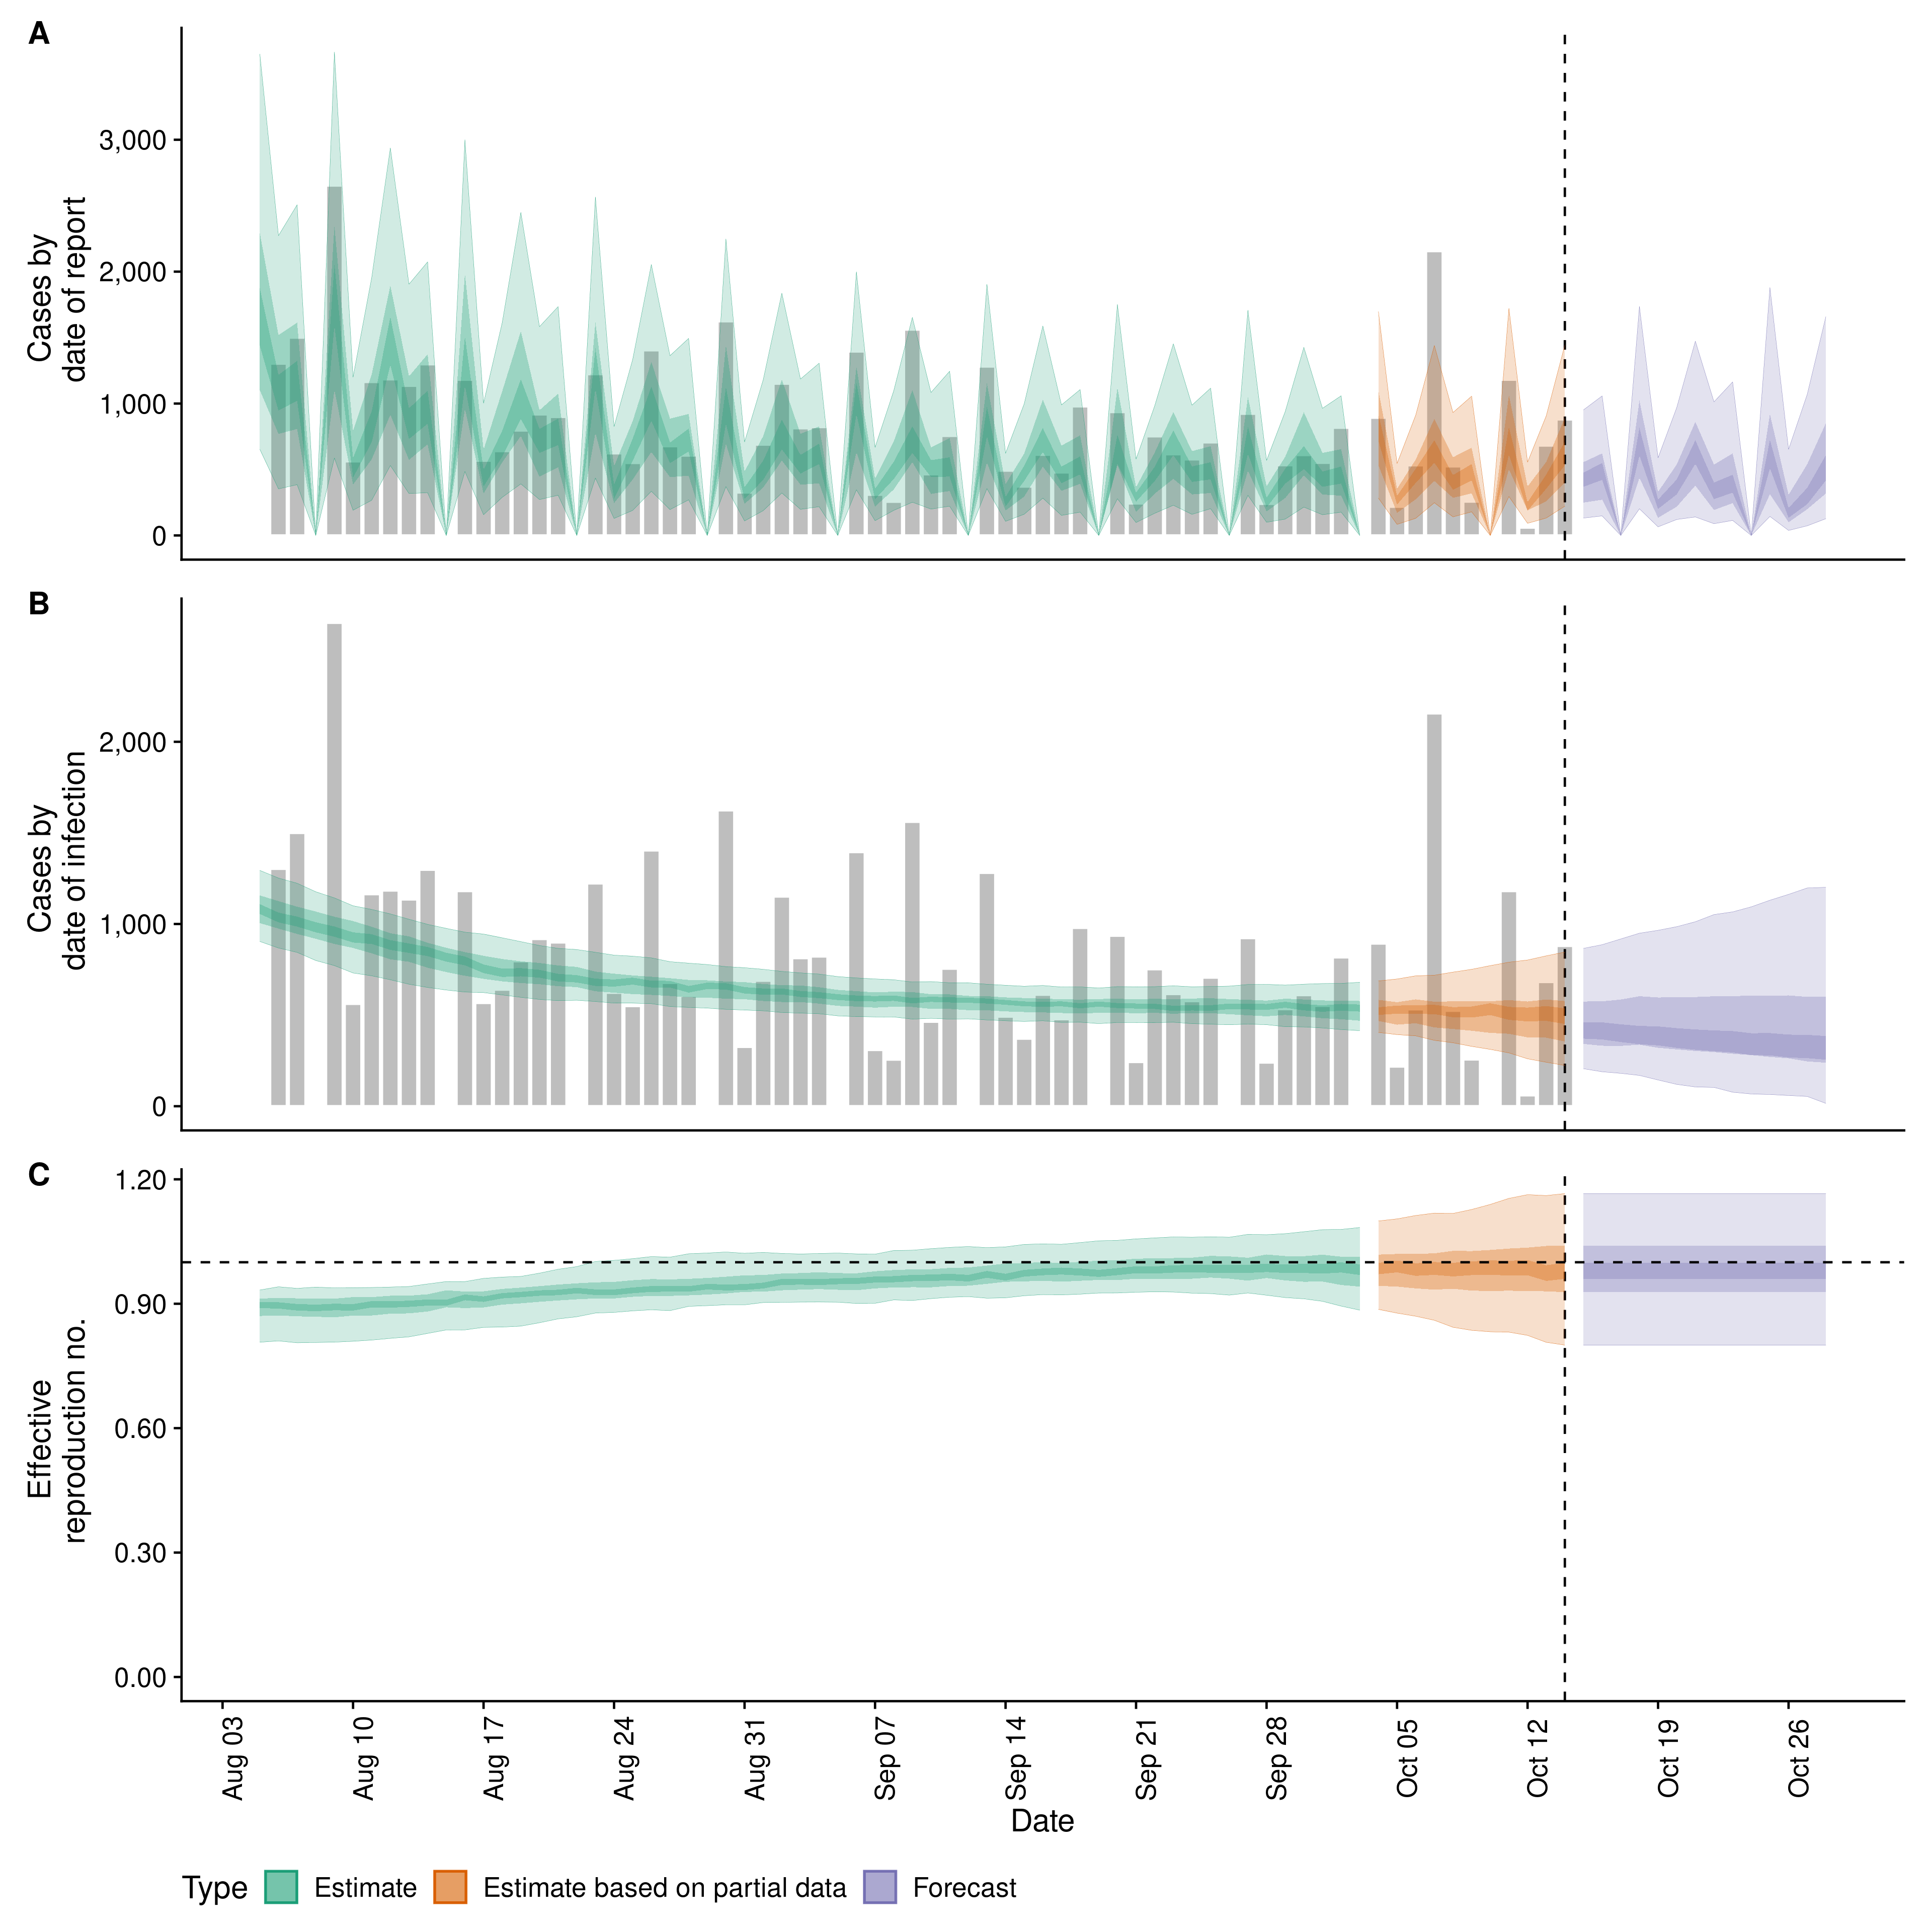 A
Cases by
date of report
3,000
2,000
1,000
0
B
Cases by
date of infection
2,000
1,000
0
C
Effective
reproduction no.
1.20
0.90
0.60
0.30
0.00
Aug 03
Aug 10
Aug 17
Aug 24
Aug 31
Sep 07
Sep 14
Sep 21
Sep 28
Oct 05
Oct 12
Oct 19
Oct 26
Date
Type Estimate Estimate based on partial data Forecast